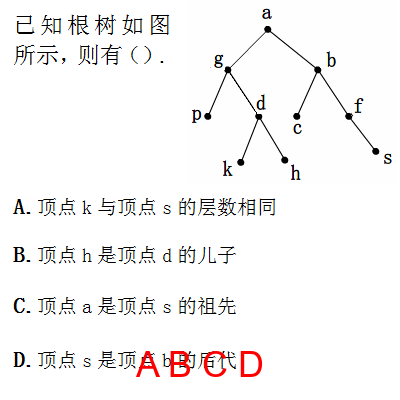 已知根树如图
所示，则有（）.
a
g
b
p
d
c
f
k
h
s
A. 顶点 k 与顶点 s 的层数相同
B. 顶点 h 是顶点 d 的儿子
C. 顶点 a 是顶点 s 的祖先
D. 顶点 s 是顶点 b 的后代
A B C D